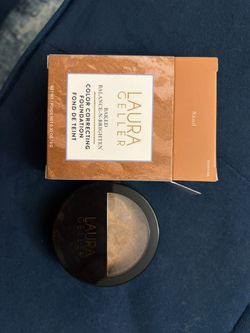 LAURA
GELLER
BAKED
BALANCE-N-BRIGHTEN
COLOR CORRECTING
FOUNDATION
FOND DE TEINT
LAURA
GELLER